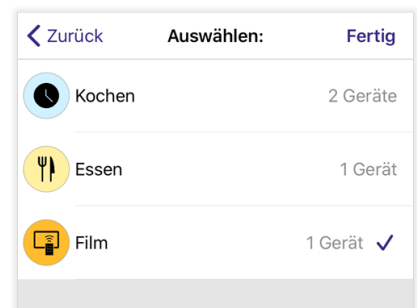 Zurück Auswählen: Fertig
Kochen 2 Geräte
Essen 1 Gerät
Film 1 Gerät